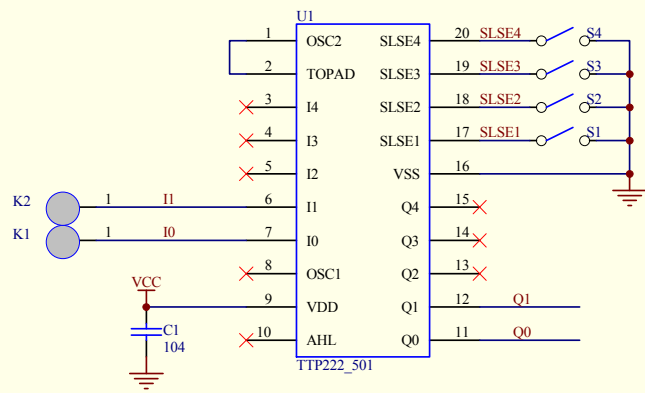 U1
1 OSC2 SLSE4 20 SLSE4 S4
2 TOPAD SLSE3 19 SLSE3 S3
3 I4 SLSE2 18 SLSE2 S2
4 I3 SLSE1 17 SLSE1 S1
5 I2 VSS 16
K2 1 I1 6 I1 Q4 15
K1 1 I0 7 I0 Q3 14
8 OSC1 Q2 13
VCC
9 VDD Q1 12 Q1
C1
104
10 AHL Q0 11 Q0
TTP222_501